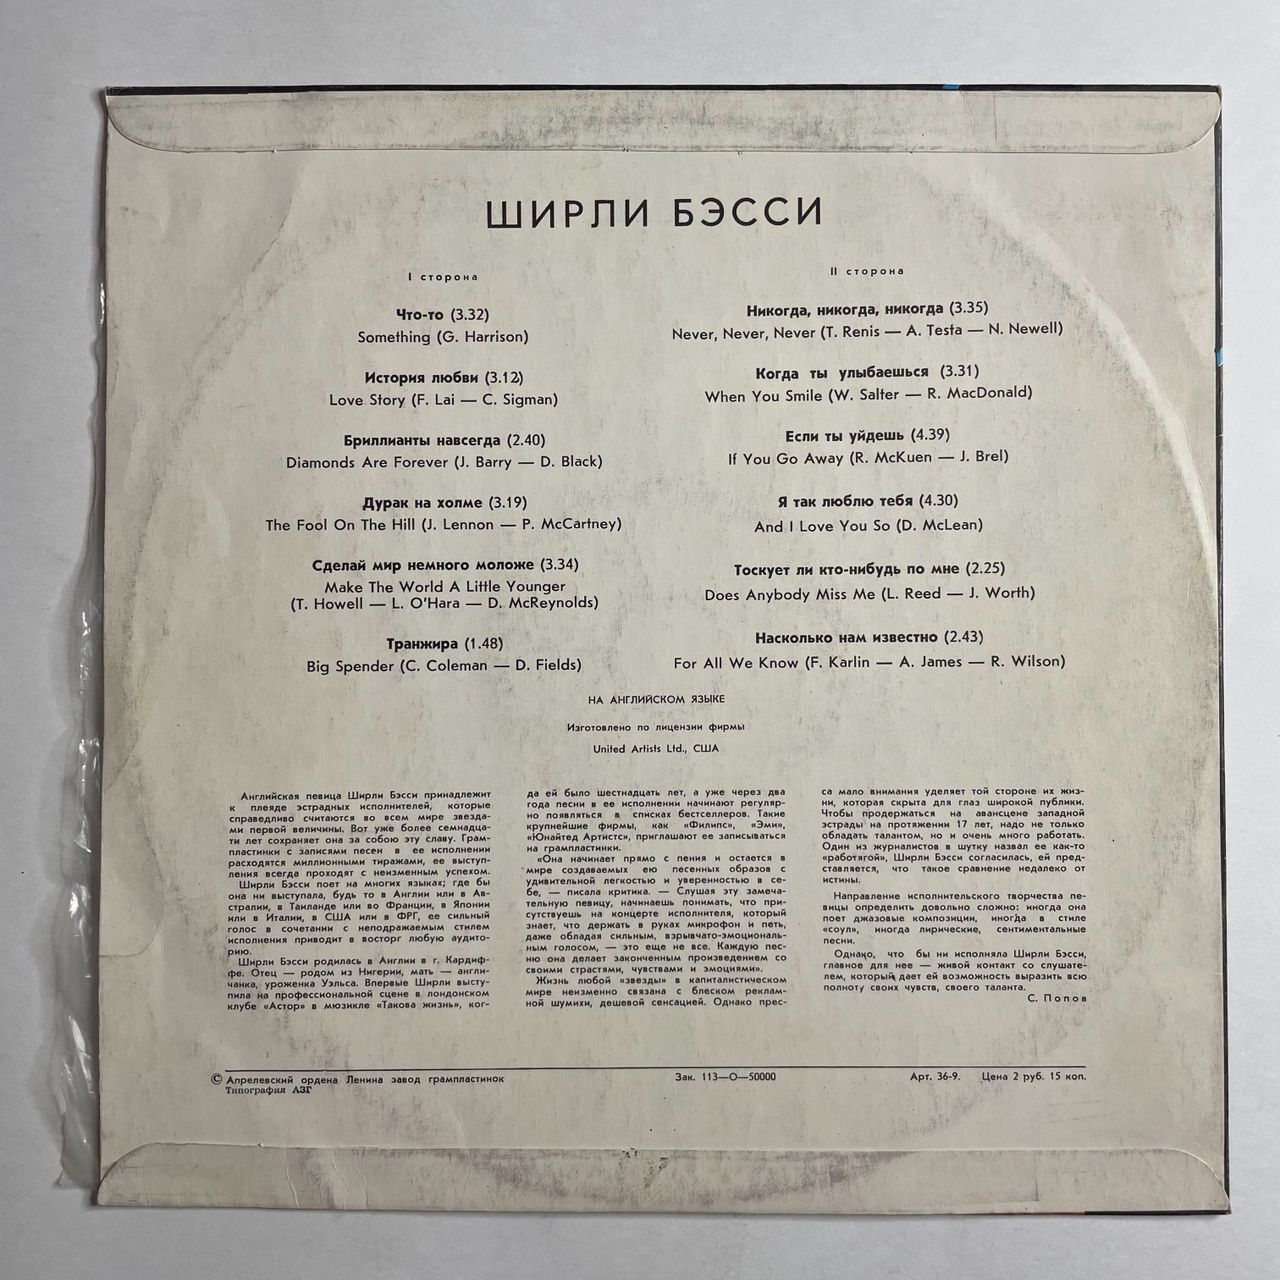 ШИРЛИ БЭССИ
I сторона
Что-то (3.32)
Something (G. Harrison)
История любви (3.12)
Love Story (F. Lai — C. Sigman)
Бриллианты навсегда (2.40)
Diamonds Are Forever (J. Barry — D. Black)
Дурак на холме (3.19)
The Fool On The Hill (J. Lennon — P. McCartney)
Сделай мир немного моложе (3.34)
Make The World A Little Younger
(T. Howell — L. O'Hara — D. McReynolds)
Транжира (1.48)
Big Spender (C. Coleman — D. Fields)
II сторона
Никогда, никогда, никогда (3.35)
Never, Never, Never (T. Renis — A. Testa — N. Newell)
Когда ты улыбаешься (3.31)
When You Smile (W. Salter — R. MacDonald)
Если ты уйдешь (4.39)
If You Go Away (R. McKuen — J. Brel)
Я так люблю тебя (4.30)
And I Love You So (D. McLean)
Тоскует ли кто-нибудь по мне (2.25)
Does Anybody Miss Me (L. Reed — J. Worth)
Насколько нам известно (2.43)
For All We Know (F. Karlin — A. James — R. Wilson)
НА АНГЛИЙСКОМ ЯЗЫКЕ
Изготовлено по лицензии фирмы
United Artists Ltd., США
Английская певица Ширли Бэсси принадлежит
к плеяде эстрадных исполнителей, которые
справедливо считаются во всем мире звезда-
ми первой величины. Вот уже более семнадца-
ти лет сохраняет она за собою эту славу. Грам-
пластинки с записями песен в ее исполнении
расходятся миллионными тиражами, ее выступ-
ления всегда проходят с неизменным успехом.
Ширли Бэсси поет на многих языках; где бы
она ни выступала, будь то в Англии или в Ав-
стралии, в Таиланде или во Франции, в Японии
или в Италии, в США или в ФРГ, ее сильный
голос в сочетании с неподражаемым стилем
исполнения приводит в восторг любую аудито-
рию.
Ширли Бэсси родилась в Англии в г. Кардиф-
фе. Отец — родом из Нигерии, мать — англи-
чанка, уроженка Уэльса. Впервые Ширли высту-
пила на профессиональной сцене в лондонском
клубе «Астор» в мюзикле «Такова жизнь», ког-
да ей было шестнадцать лет, а уже через два
года песни в ее исполнении начинают регуляр-
но появляться в списках бестселлеров. Такие
крупнейшие фирмы, как «Филипс», «Эми»,
«Юнайтед Артистс», приглашают ее записываться
на грампластинки.
«Она начинает прямо с пения и остается в
мире создаваемых ею песенных образов с
удивительной легкостью и уверенностью в се-
бе, — писала критика. — Слушая эту замеча-
тельную певицу, начинаешь понимать, что при-
сутствуешь на концерте исполнителя, который
знает, что держать в руках микрофон и петь,
даже обладая сильным, взрывчато-эмоциональ-
ным голосом, — это еще не все. Каждую пес-
ню она делает законченным произведением со
своими страстями, чувствами и эмоциями».
Жизнь любой «звезды» в капиталистическом
мире неизменно связана с блеском реклам-
ной шумихи, дешевой сенсацией. Однако прес-
са мало внимания уделяет той стороне их жиз-
ни, которая скрыта для глаз широкой публики.
Чтобы продержаться на авансцене западной
эстрады на протяжении 17 лет, надо не только
обладать талантом, но и очень много работать.
Один из журналистов в шутку назвал ее как-то
«работягой», Ширли Бэсси согласилась, ей пред-
ставляется, что такое сравнение недалеко от
истины.
Направление исполнительского творчества пе-
вицы определить довольно сложно: иногда она
поет джазовые композиции, иногда в стиле
«соул», иногда лирические, сентиментальные
песни.
Однако, что бы ни исполняла Ширли Бэсси,
главное для нее — живой контакт со слушате-
лем, который дает ей возможность выразить всю
полноту своих чувств, своего таланта.
С. Попов
© Апрелевский ордена Ленина завод грампластинок
Типография АЗГ
Зак. 113—О—50000
Арт. 36-9. Цена 2 руб. 15 коп.